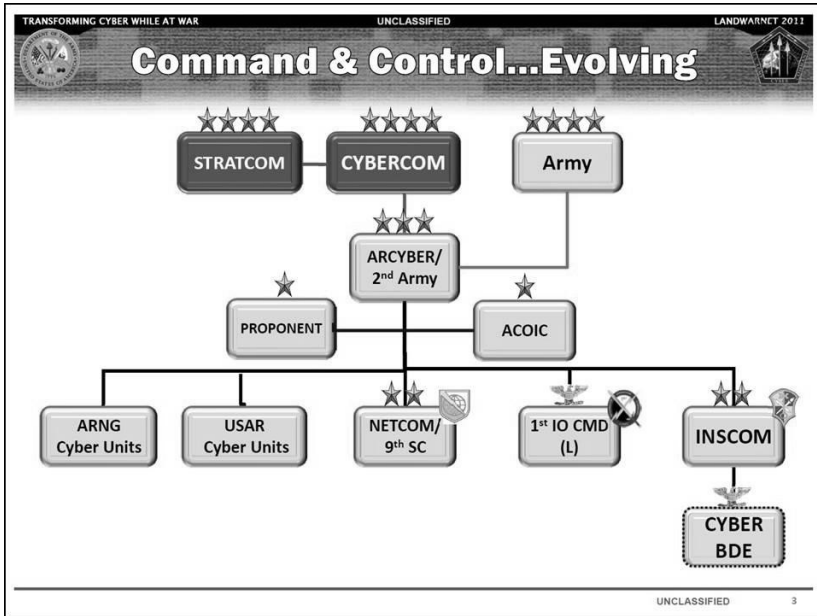 TRANSFORMING CYBER WHILE AT WAR
UNCLASSIFIED
LANDWARNET 2011
Command & Control...Evolving
STRATCOM
CYBERCOM
Army
ARCYBER/
2nd Army
PROPONENT
ACOIC
ARNG
Cyber Units
USAR
Cyber Units
NETCOM/
9th SC
1st IO CMD
(L)
INSCOM
CYBER
BDE
UNCLASSIFIED
3